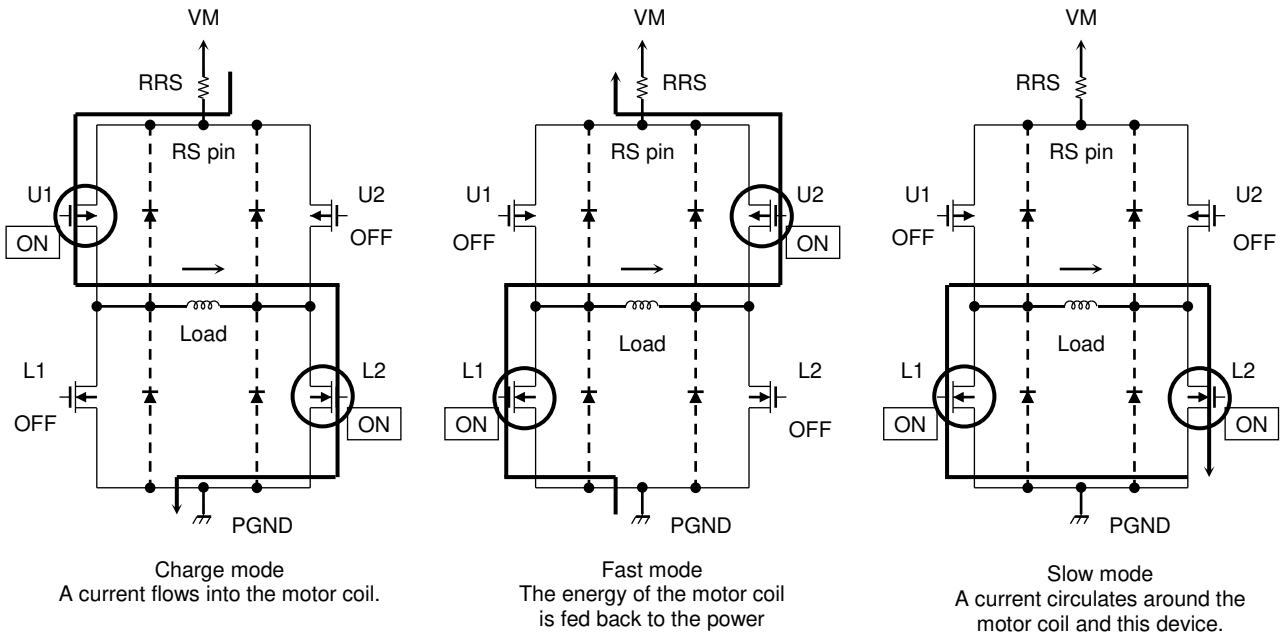 VM
RRS
RS pin
U1
U2
ON
OFF
Load
L1
L2
OFF
ON
PGND
Charge mode
A current flows into the motor coil.
VM
RRS
RS pin
U1
U2
OFF
ON
Load
L1
L2
ON
OFF
PGND
Fast mode
The energy of the motor coil
is fed back to the power
VM
RRS
RS pin
U1
U2
OFF
OFF
Load
L1
L2
ON
ON
PGND
Slow mode
A current circulates around the
motor coil and this device.